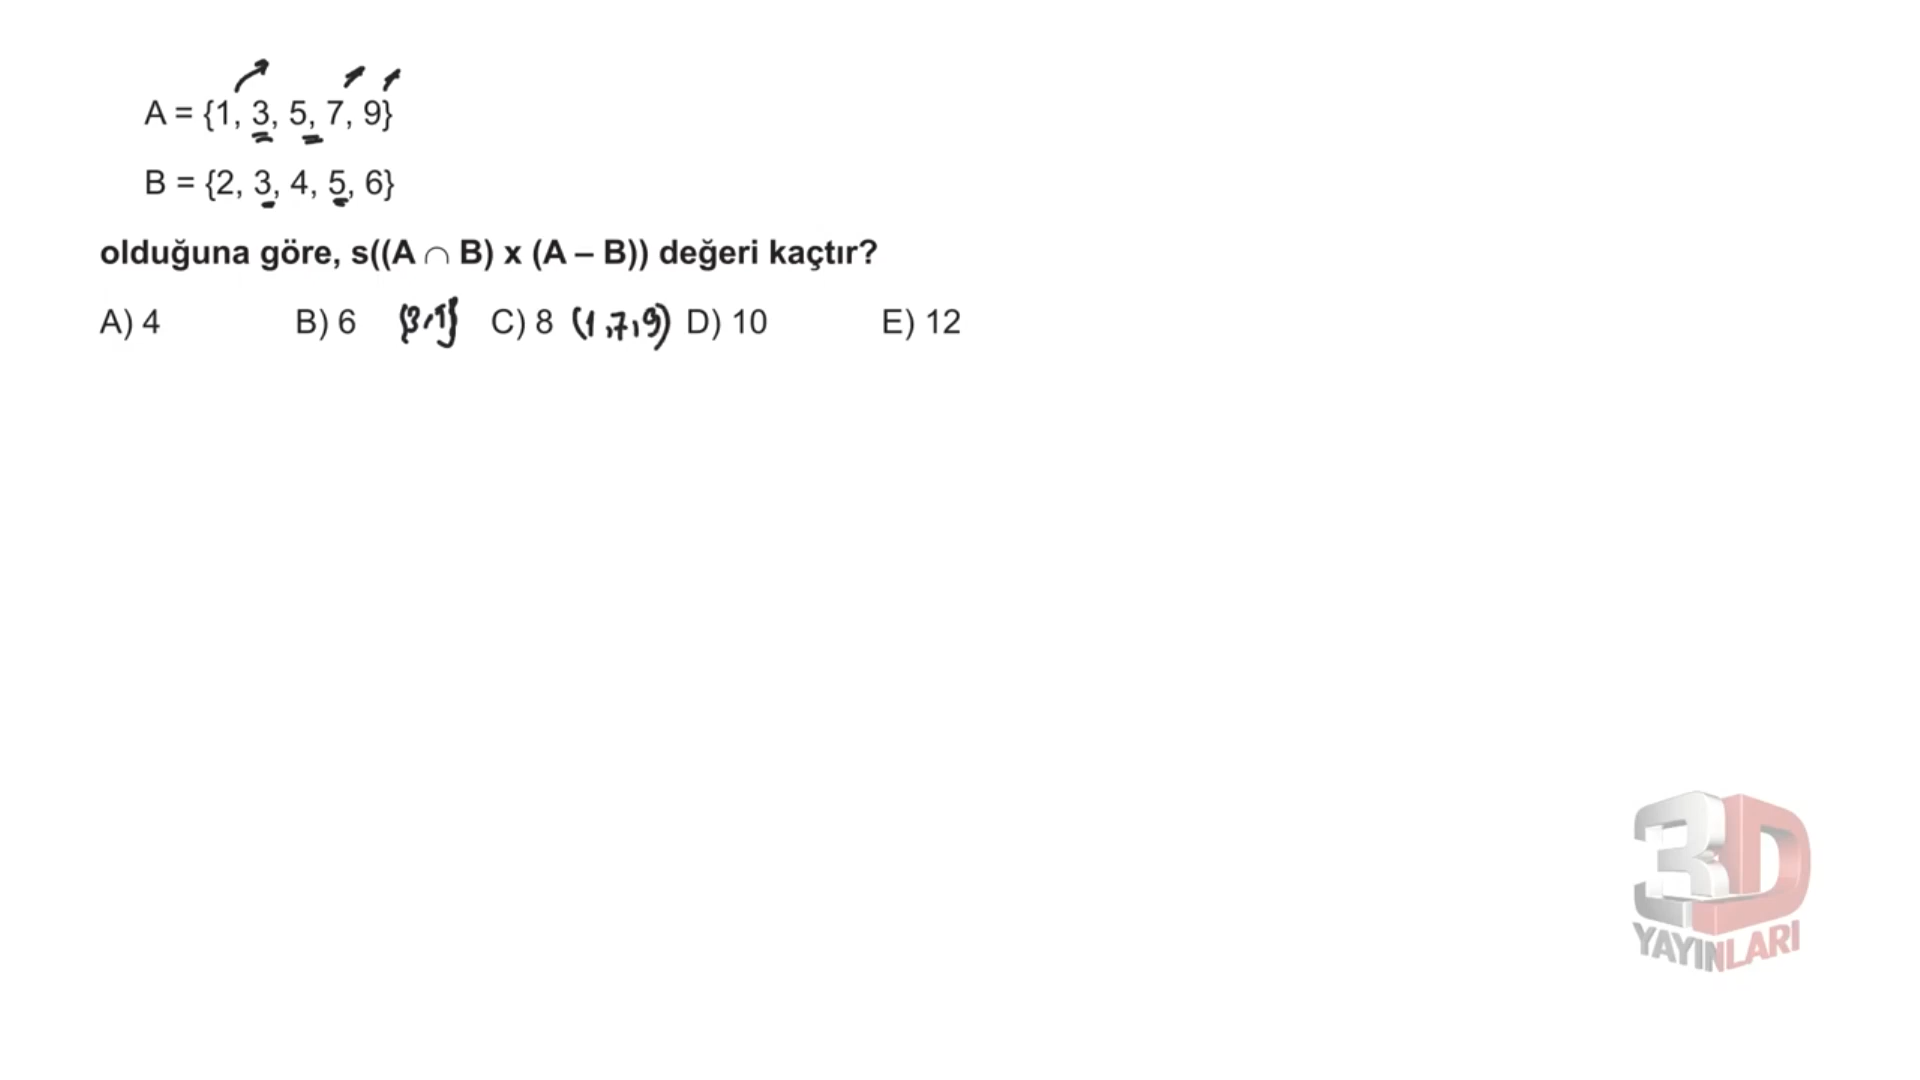 A = {1, 3, 5, 7, 9}
B = {2, 3, 4, 5, 6}
olduğuna göre, s((A ∩ B) x (A – B)) değeri kaçtır?
A) 4 B) 6 {3,5} C) 8 (1,7,9) D) 10 E) 12
3D
YAYINLARI